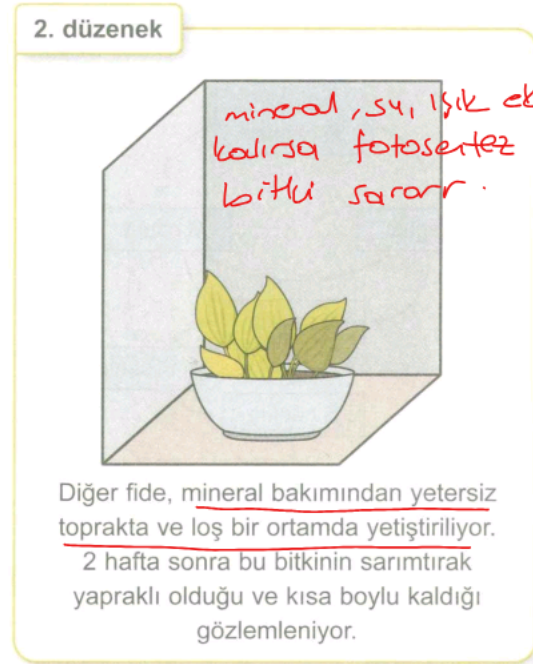 2. düzenek
mineral, su, ışık ek
kalırsa fotosentez
bitki sararır.
Diğer fide, mineral bakımından yetersiz
toprakta ve loş bir ortamda yetiştiriliyor.
2 hafta sonra bu bitkinin sarımtırak
yapraklı olduğu ve kısa boylu kaldığı
gözlemleniyor.